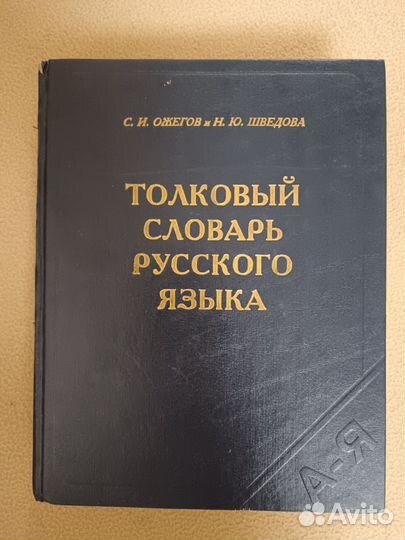 С. И. ОЖЕГОВ и Н. Ю. ШВЕДОВА
ТОЛКОВЫЙ
СЛОВАРЬ
РУССКОГО
ЯЗЫКА
А-Я
Avito